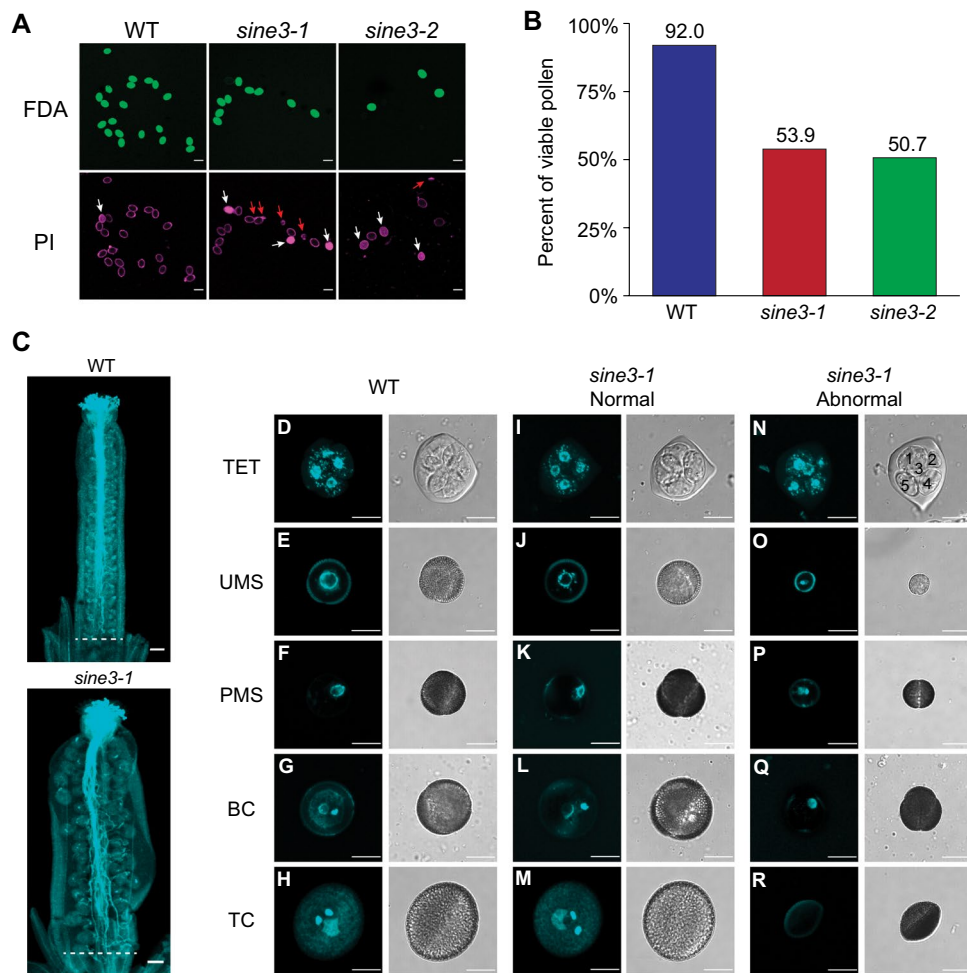 A
WT
sine3-1
sine3-2
FDA
PI
B
Percent of viable pollen
100%
75%
50%
25%
0%
92.0
53.9
50.7
WT
sine3-1
sine3-2
C
WT
sine3-1
WT
sine3-1
Normal
sine3-1
Abnormal
TET
D
I
N
1 2
3
5 4
UMS
E
J
O
PMS
F
K
P
BC
G
L
Q
TC
H
M
R